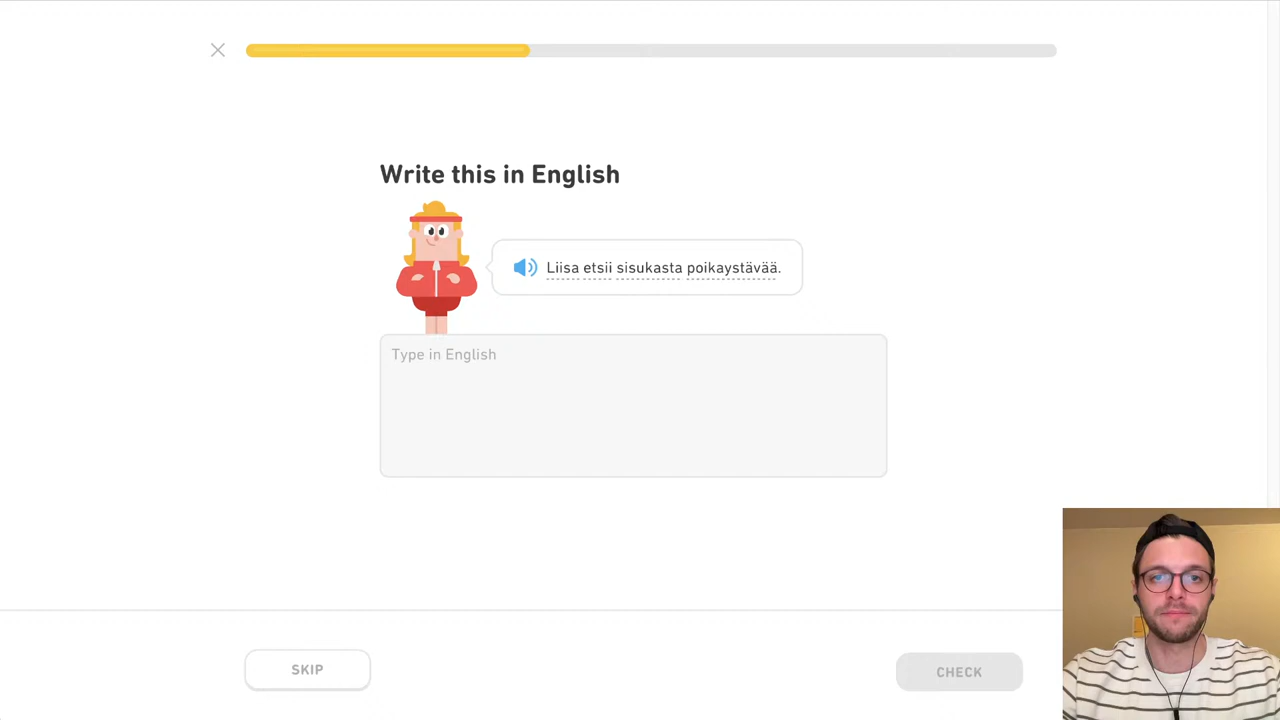 Write this in English
Liisa etsii sisukasta poikaystävää.
Type in English
SKIP
CHECK